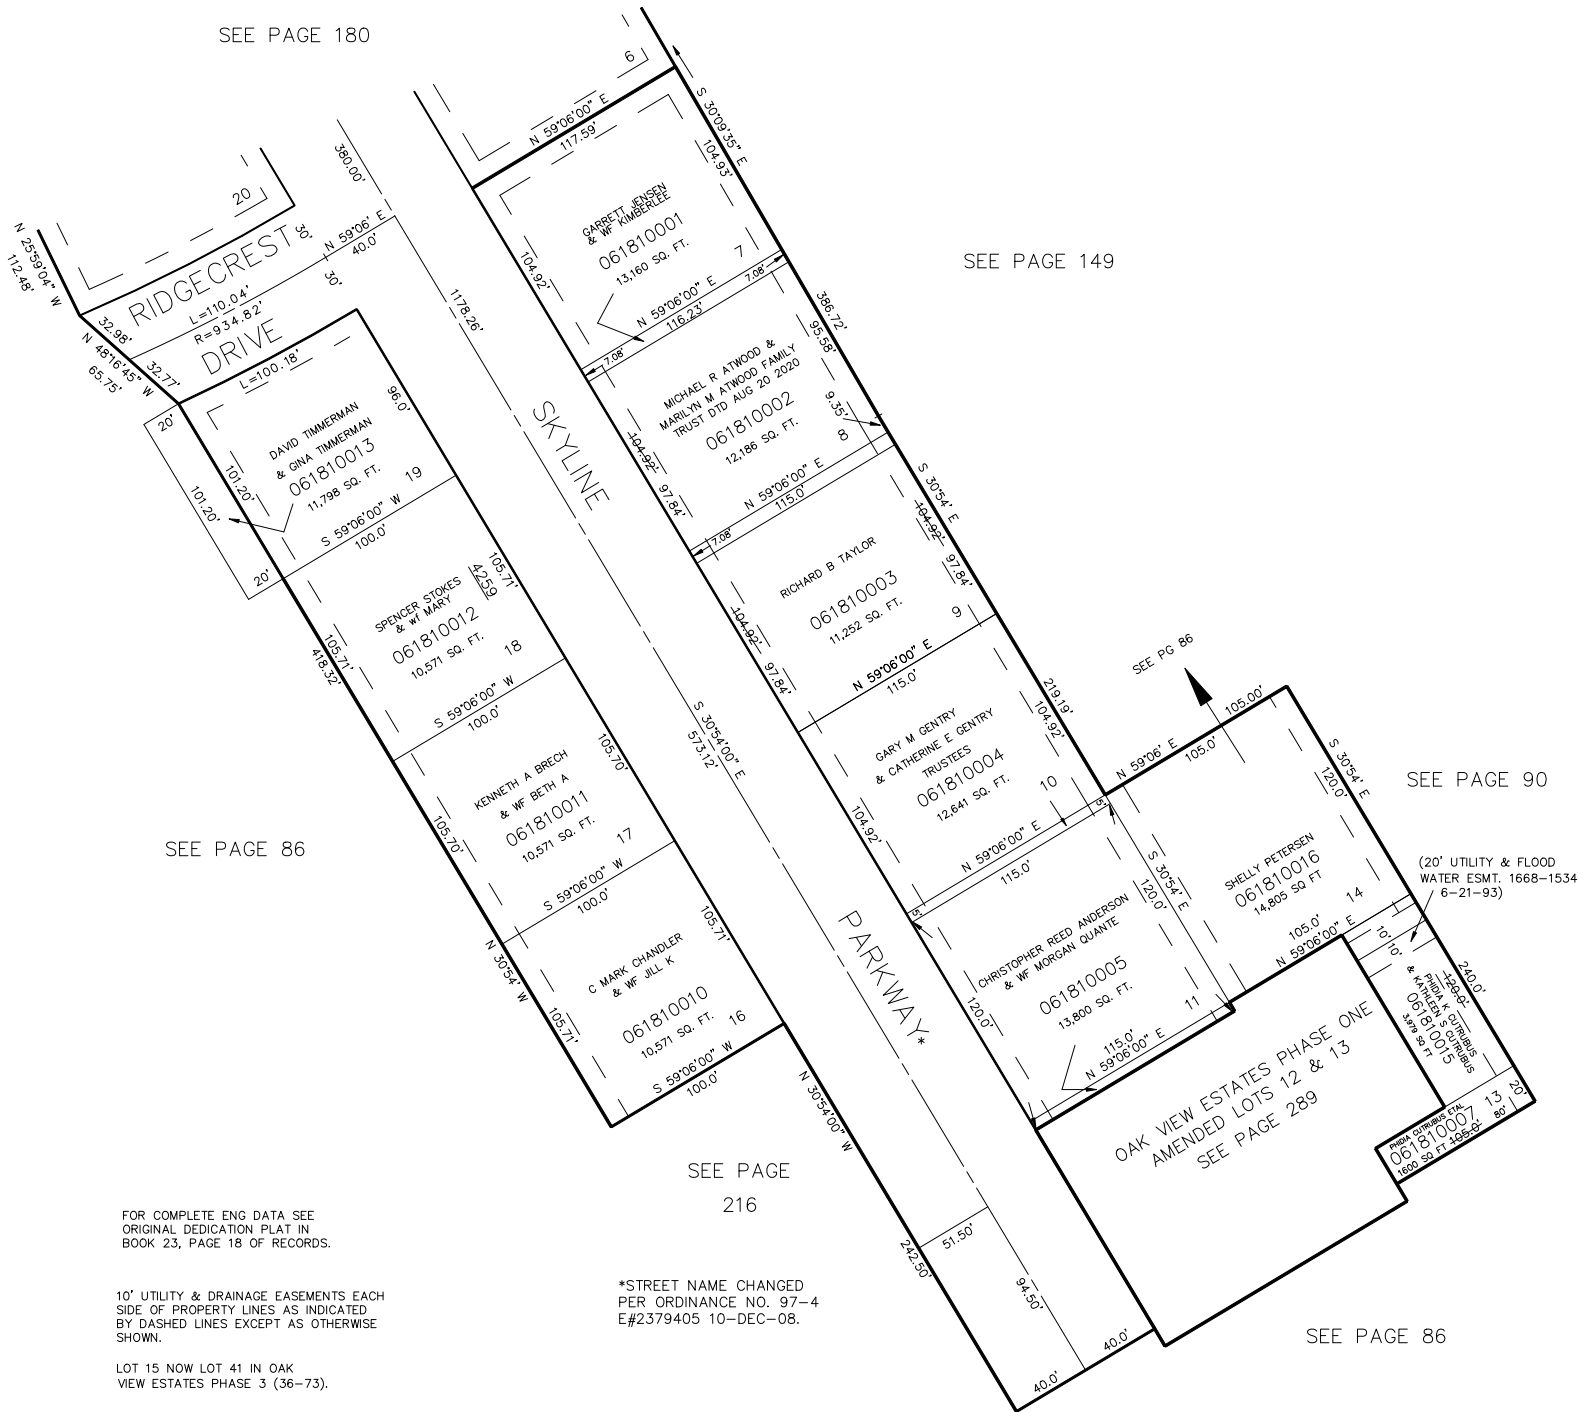 SEE PAGE 180
6
N 59°06'00" E
117.59'
S 30°09'35" E
104.93'
380.00'
20
N 25°59'04" W
112.48'
RIDGECREST
DRIVE
30'
N 59°06' E
40.0'
30'
L=110.04'
R=934.82'
32.98'
32.77'
N 48°16'45" W
65.75'
L=100.18'
96.0'
1178.26'
GARRETT JENSEN
& WF KIMBERLEE
061810001
13,160 SQ. FT.
7
104.92'
N 59°06'00" E
116.23'
7.08'
7.08'
SEE PAGE 149
386.72'
95.58'
9.35'
MICHAEL R ATWOOD &
MARILYN M ATWOOD FAMILY
TRUST DTD AUG 20 2020
061810002
12,186 SQ. FT.
8
104.92'
97.84'
N 59°06'00" E
115.0'
7.08'
S 30°54' E
104.92'
97.84'
SKYLINE
20'
101.20'
101.20'
20'
DAVID TIMMERMAN
& GINA TIMMERMAN
061810013
11,798 SQ. FT.
19
S 59°06'00" W
100.0'
SPENCER STOKES
& wf MARY
061810012
10,571 SQ. FT.
18
4259
105.71'
105.71'
418.32'
S 59°06'00" W
100.0'
RICHARD B TAYLOR
061810003
11,252 SQ. FT.
9
104.92'
97.84'
N 59°06'00" E
115.0'
219.19'
104.92'
SEE PG 86
S 30°54'00" E
573.12'
GARY M GENTRY
& CATHERINE E GENTRY
TRUSTEES
061810004
12,641 SQ. FT.
10
104.92'
N 59°06'00" E
115.0'
5'
5'
N 59°06' E
105.0'
105.00'
S 30°54' E
120.0'
SEE PAGE 90
KENNETH A BRECH
& WF BETH A
061810011
10,571 SQ. FT.
17
105.70'
105.70'
S 59°06'00" W
100.0'
SEE PAGE 86
SHELLY PETERSEN
061810016
14,805 SQ FT
14
105.0'
N 59°06'00" E
(20' UTILITY & FLOOD
WATER ESMT. 1668-1534
6-21-93)
S 30°54' E
120.0'
CHRISTOPHER REED ANDERSON
& WF MORGAN QUANTE
061810005
13,800 SQ. FT.
11
120.0'
115.0'
N 59°06'00" E
PARKWAY*
N 30°54' W
C MARK CHANDLER
& WF JILL K
061810010
10,571 SQ. FT.
16
105.71'
105.71'
S 59°06'00" W
100.0'
10'
10'
240.0'
120.0'
PHIDIA K CUTRUBUS
& KATHLEEN S CUTRUBUS
061810015
3,979 SQ FT
PHIDIA CUTRUBUS ETAL
061810007
13
1600 SQ FT
105.0'
80'
20'
OAK VIEW ESTATES PHASE ONE
AMENDED LOTS 12 & 13
SEE PAGE 289
N 30°54'00" W
SEE PAGE
216
242.50'
51.50'
94.50'
40.0'
40.0'
SEE PAGE 86
FOR COMPLETE ENG DATA SEE
ORIGINAL DEDICATION PLAT IN
BOOK 23, PAGE 18 OF RECORDS.
10' UTILITY & DRAINAGE EASEMENTS EACH
SIDE OF PROPERTY LINES AS INDICATED
BY DASHED LINES EXCEPT AS OTHERWISE
SHOWN.
LOT 15 NOW LOT 41 IN OAK
VIEW ESTATES PHASE 3 (36-73).
*STREET NAME CHANGED
PER ORDINANCE NO. 97-4
E#2379405 10-DEC-08.